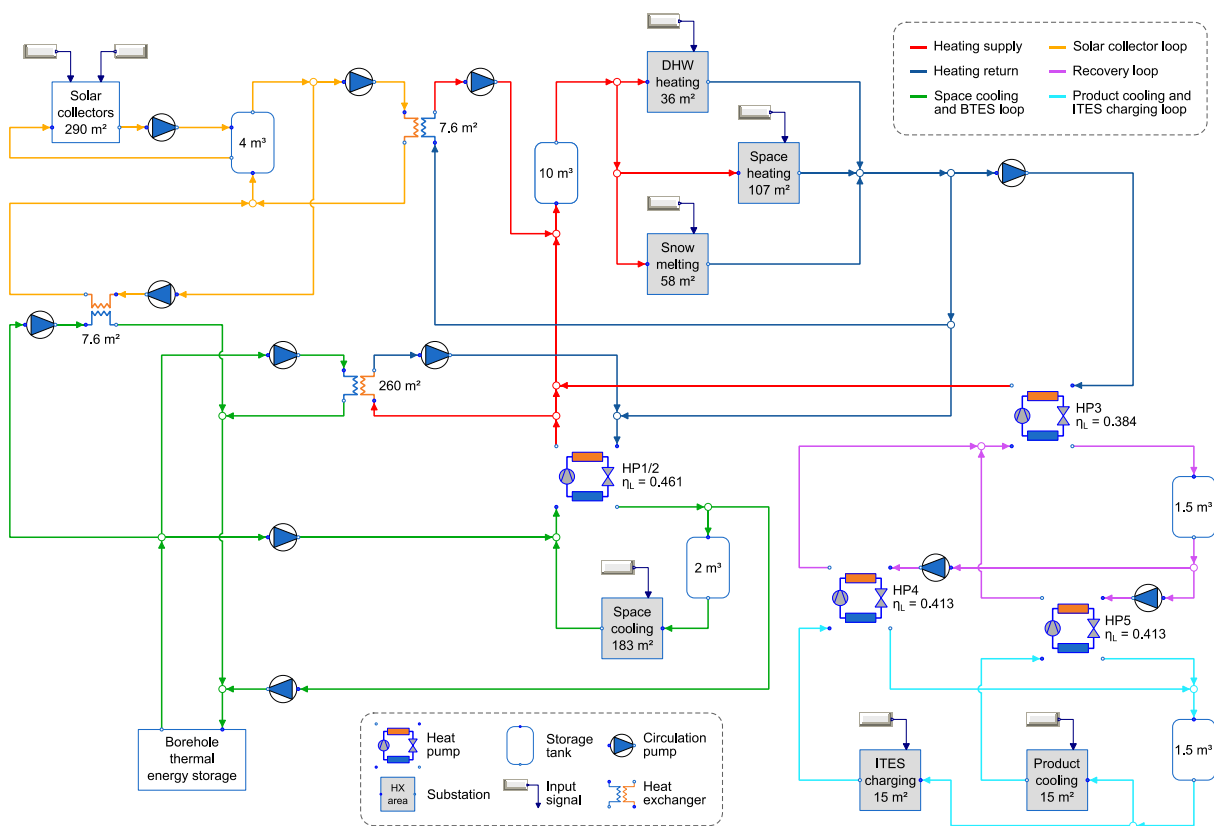 Solar
collectors
290 m²
4 m³
7.6 m²
10 m³
DHW
heating
36 m²
Space
heating
107 m²
Snow
melting
58 m²
Heating supply
Heating return
Space cooling
and BTES loop
Solar collector loop
Recovery loop
Product cooling and
ITES charging loop
7.6 m²
260 m²
HP1/2
η_L = 0.461
HP3
η_L = 0.384
1.5 m³
2 m³
Space
cooling
183 m²
HP4
η_L = 0.413
HP5
η_L = 0.413
Borehole
thermal
energy storage
ITES
charging
15 m²
Product
cooling
15 m²
1.5 m³
Heat
pump
Storage
tank
Circulation
pump
HX
area
Substation
Input
signal
Heat
exchanger